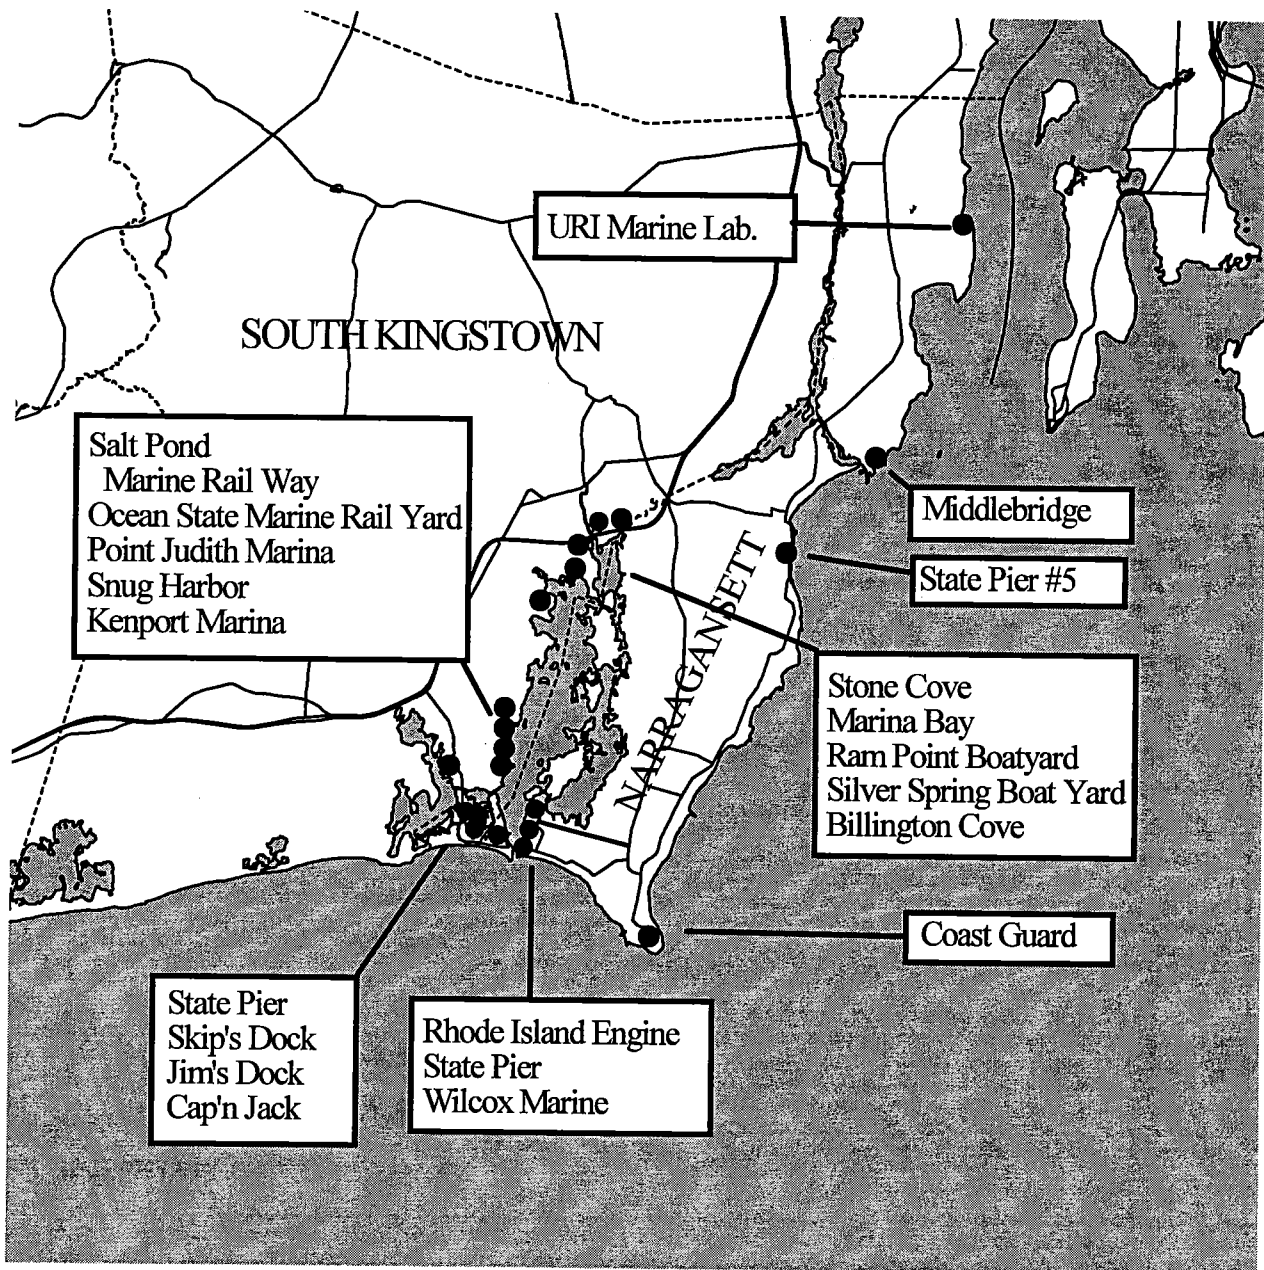 URI Marine Lab.
SOUTH KINGSTOWN
Salt Pond
Marine Rail Way
Ocean State Marine Rail Yard
Point Judith Marina
Snug Harbor
Kenport Marina
Middlebridge
State Pier #5
NARRAGANSETT
Stone Cove
Marina Bay
Ram Point Boatyard
Silver Spring Boat Yard
Billington Cove
Coast Guard
State Pier
Skip's Dock
Jim's Dock
Cap'n Jack
Rhode Island Engine
State Pier
Wilcox Marine